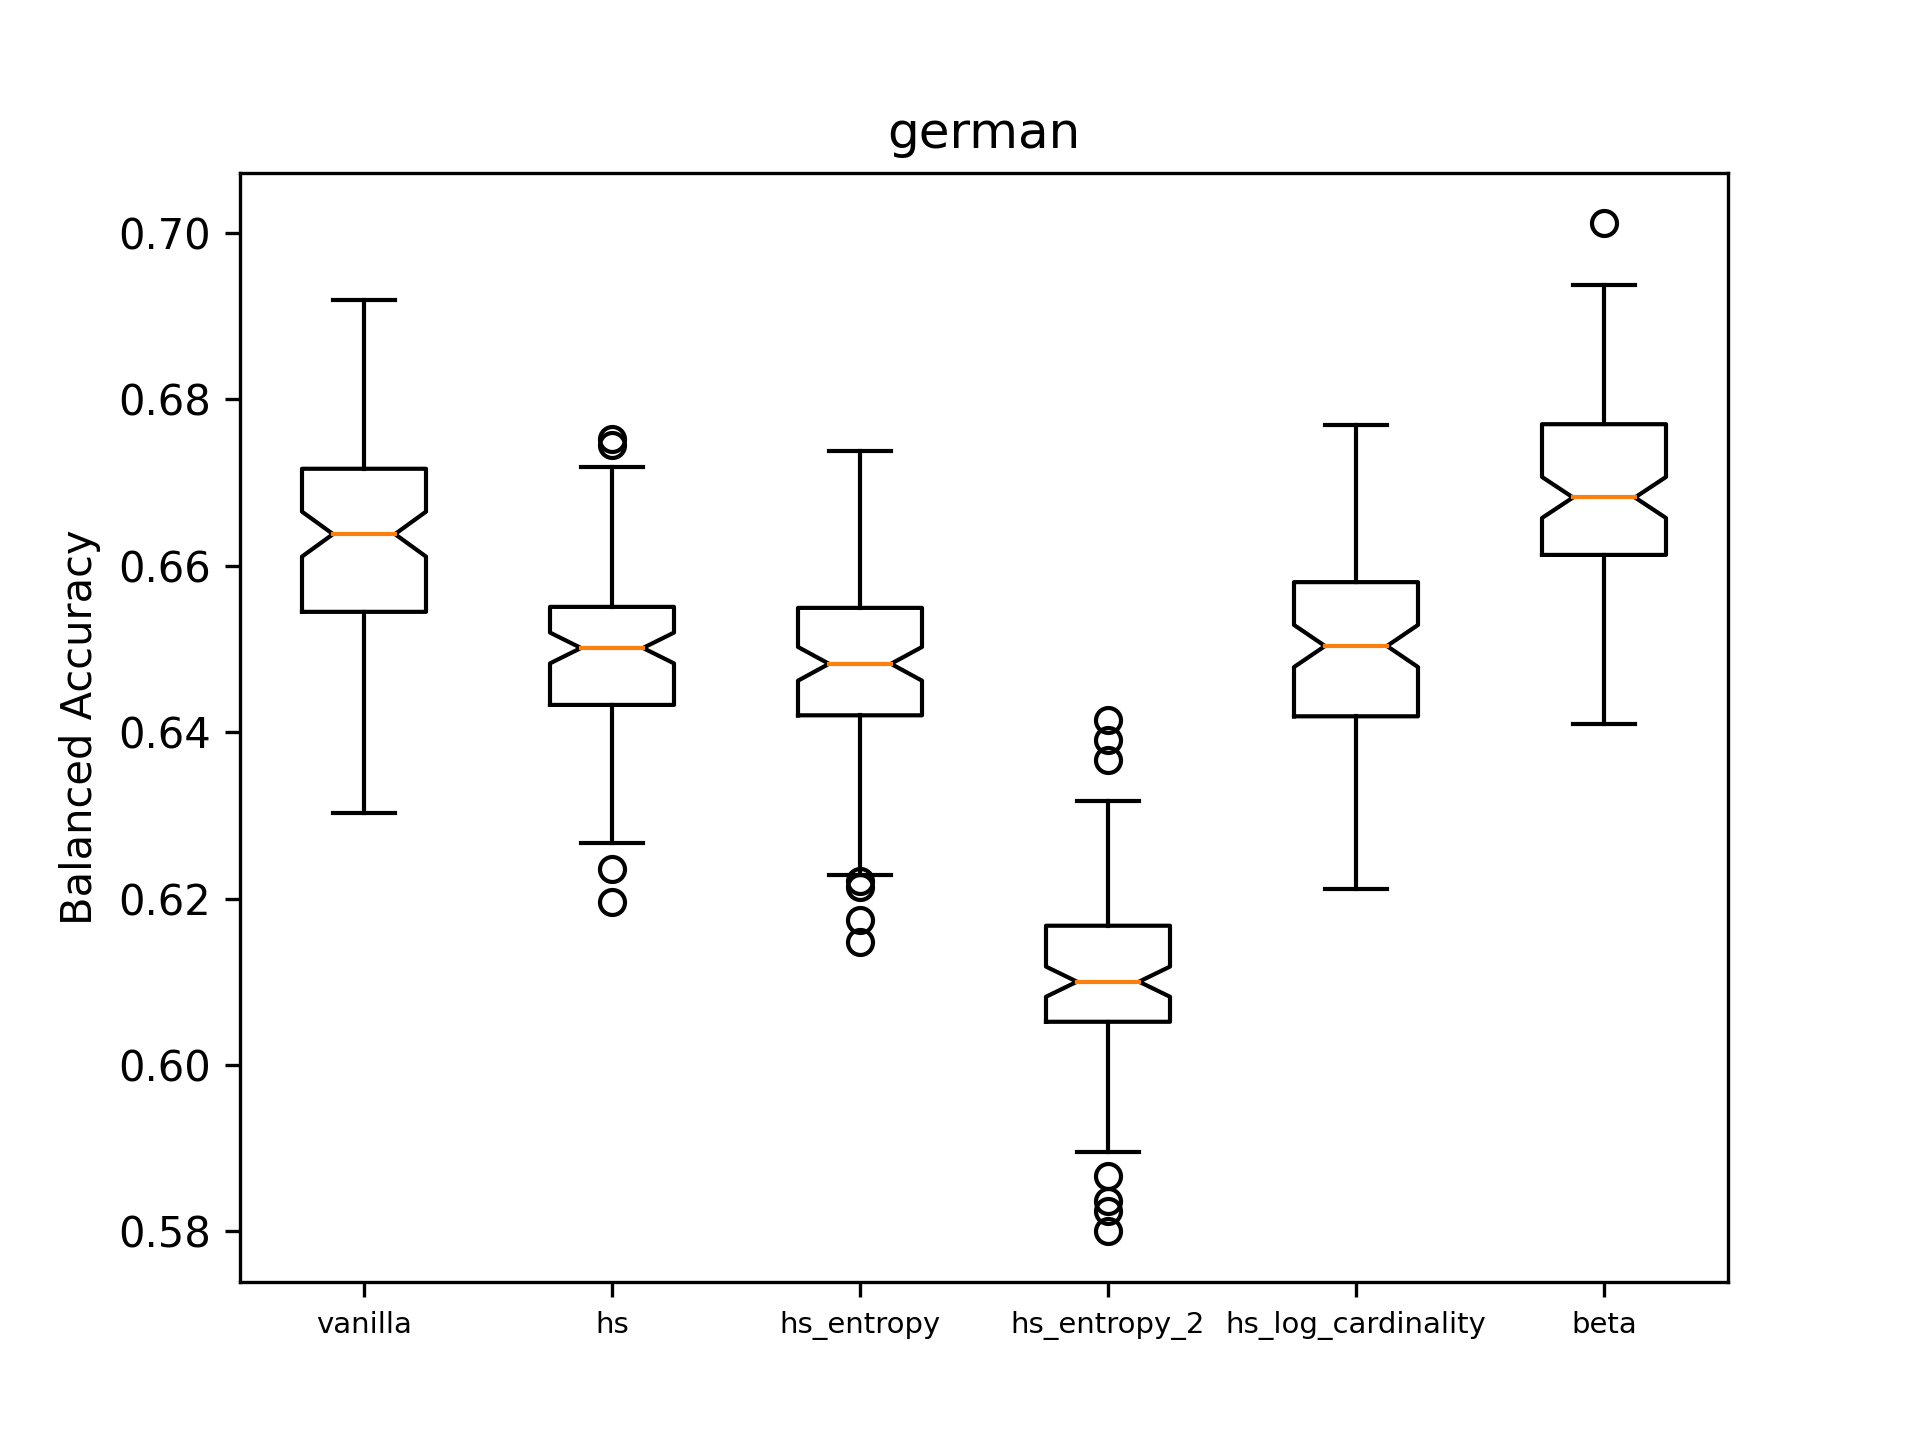 german
Balanced Accuracy
0.70
0.68
0.66
0.64
0.62
0.60
0.58
vanilla hs hs_entropy hs_entropy_2 hs_log_cardinality beta